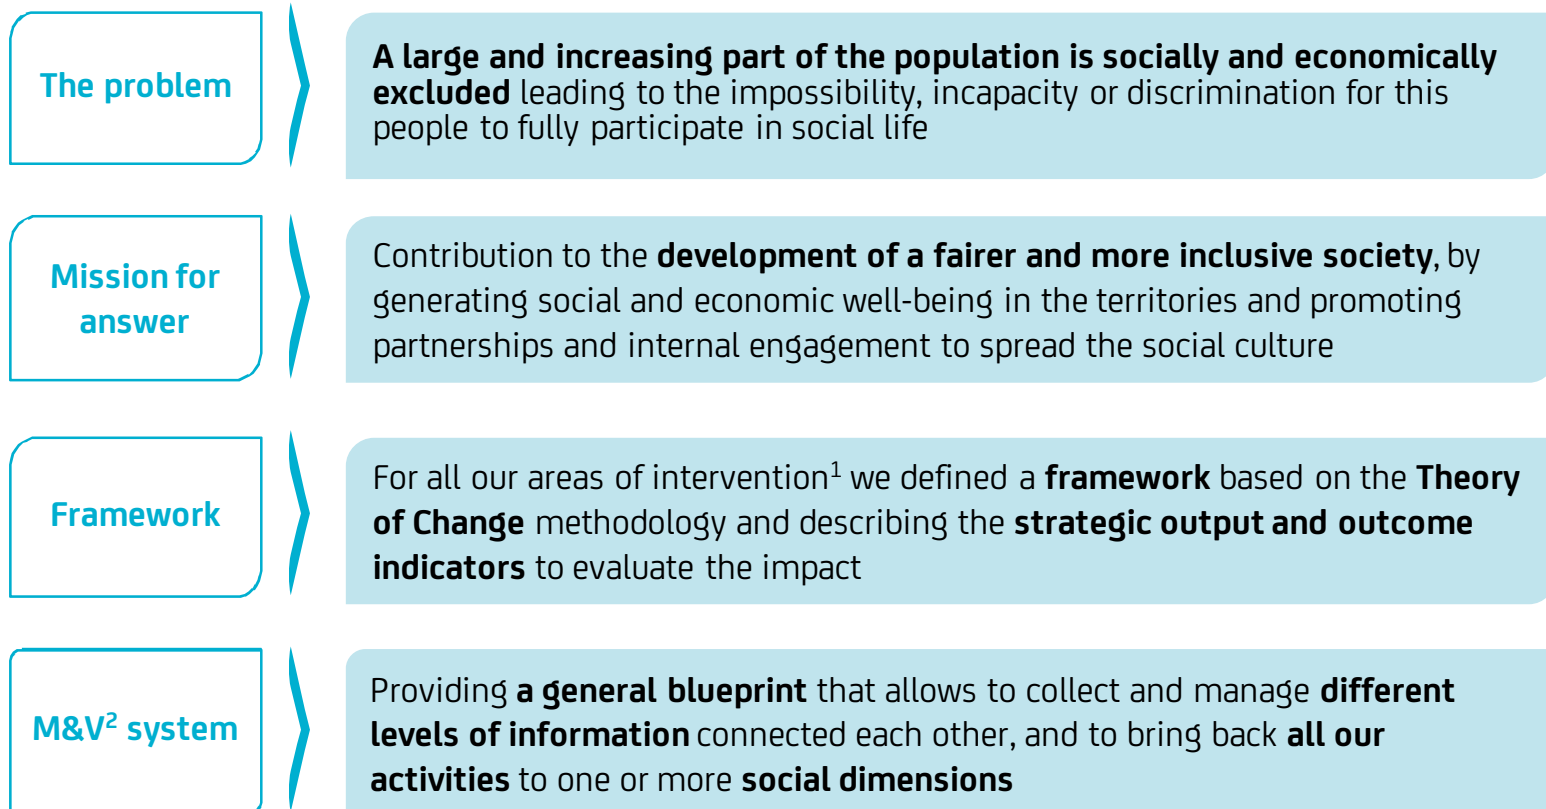 The problem
A large and increasing part of the population is socially and economically
excluded leading to the impossibility, incapacity or discrimination for this
people to fully participate in social life
Mission for
answer
Contribution to the development of a fairer and more inclusive society, by
generating social and economic well-being in the territories and promoting
partnerships and internal engagement to spread the social culture
Framework
For all our areas of intervention¹ we defined a framework based on the Theory
of Change methodology and describing the strategic output and outcome
indicators to evaluate the impact
M&V² system
Providing a general blueprint that allows to collect and manage different
levels of information connected each other, and to bring back all our
activities to one or more social dimensions